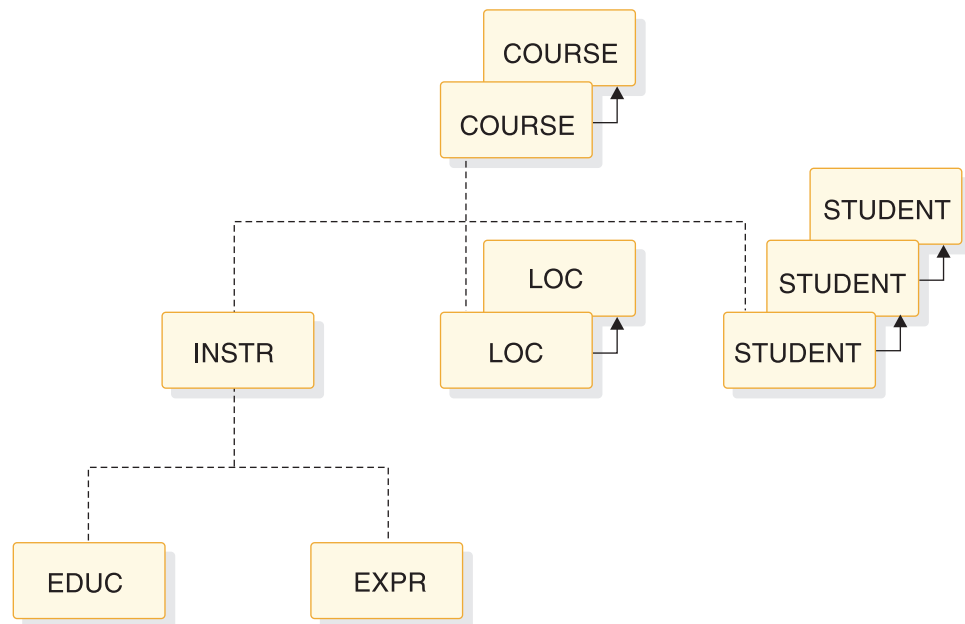 COURSE
COURSE
STUDENT
LOC
STUDENT
INSTR
LOC
STUDENT
EDUC
EXPR